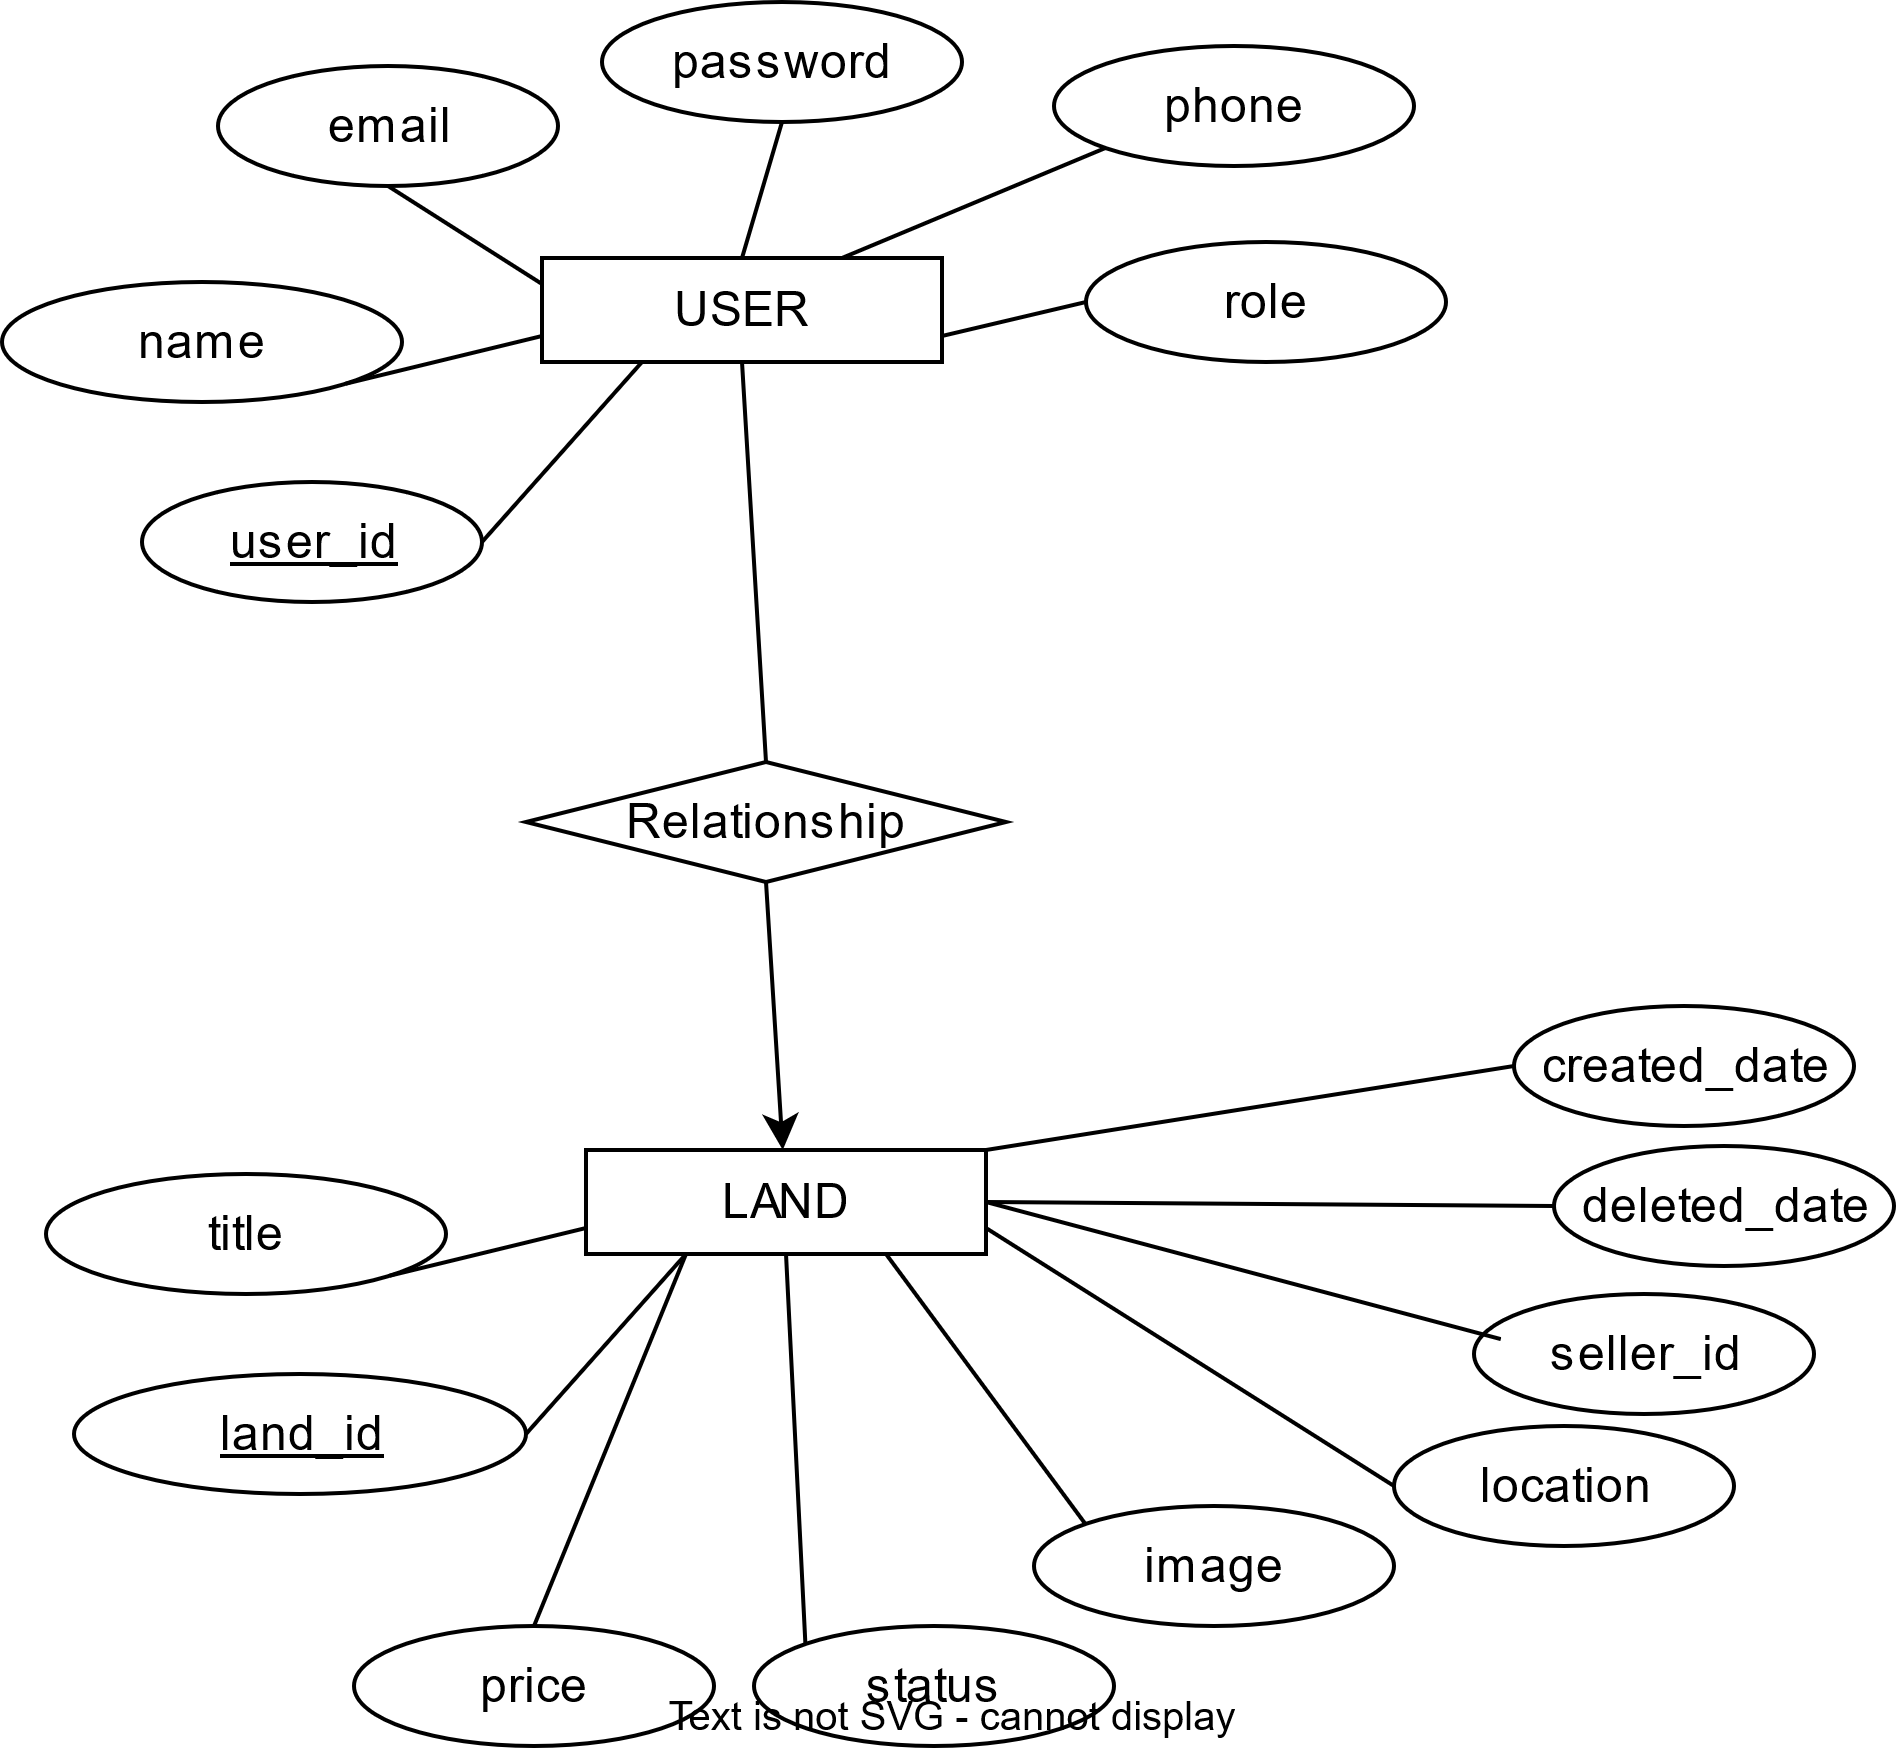 password
phone
email
role
USER
name
user_id
Relationship
created_date
LAND
deleted_date
title
seller_id
land_id
location
image
price
status
Text is not SVG - cannot display